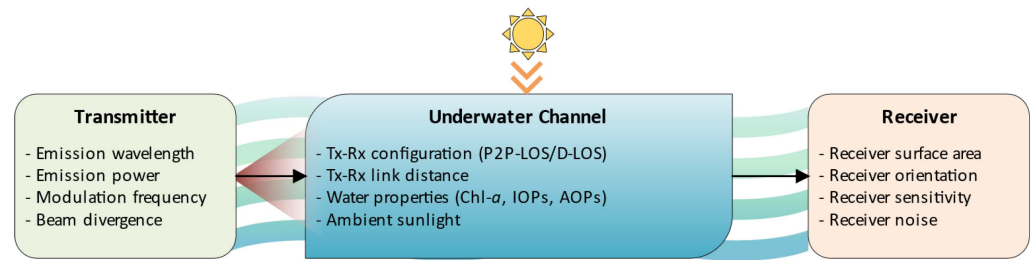 Transmitter
- Emission wavelength
- Emission power
- Modulation frequency
- Beam divergence
Underwater Channel
- Tx-Rx configuration (P2P-LOS/D-LOS)
- Tx-Rx link distance
- Water properties (Chl-a, IOPs, AOPs)
- Ambient sunlight
Receiver
- Receiver surface area
- Receiver orientation
- Receiver sensitivity
- Receiver noise